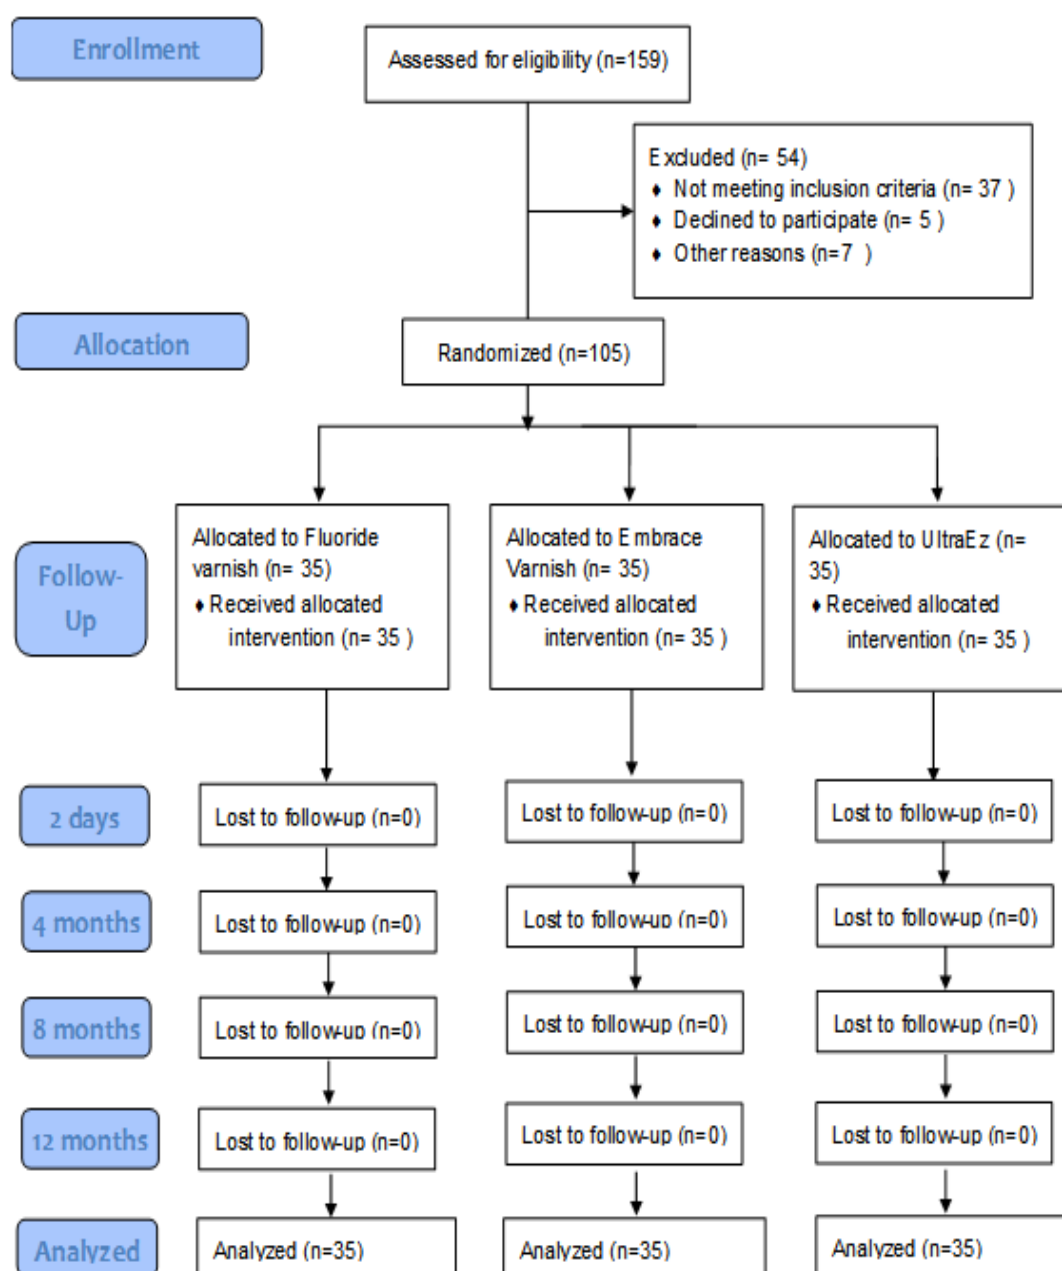 Enrollment
Assessed for eligibility (n=159)
Excluded (n= 54)
♦ Not meeting inclusion criteria (n= 37 )
♦ Declined to participate (n= 5 )
♦ Other reasons (n=7 )
Allocation
Randomized (n=105)
Follow-
Up
Allocated to Fluoride
varnish (n= 35)
♦ Received allocated
intervention (n= 35 )
Allocated to Embrace
Varnish (n= 35)
♦ Received allocated
intervention (n= 35 )
Allocated to UltraEz (n=
35)
♦ Received allocated
intervention (n= 35 )
2 days
Lost to follow-up (n=0)
Lost to follow-up (n=0)
Lost to follow-up (n=0)
4 months
Lost to follow-up (n=0)
Lost to follow-up (n=0)
Lost to follow-up (n=0)
8 months
Lost to follow-up (n=0)
Lost to follow-up (n=0)
Lost to follow-up (n=0)
12 months
Lost to follow-up (n=0)
Lost to follow-up (n=0)
Lost to follow-up (n=0)
Analyzed
Analyzed (n=35)
Analyzed (n=35)
Analyzed (n=35)